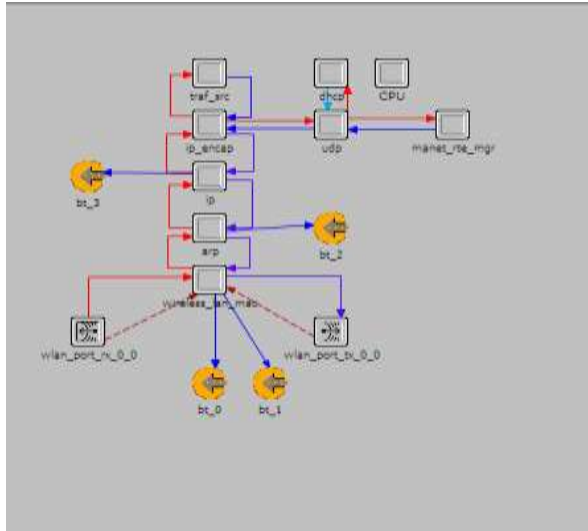 traf_src
dhcp
CPU
ip_encap
udp
manet_rte_mgr
bt_3
ip
arp
bt_2
wireless_lan_mac
wlan_port_rx_0_0
wlan_port_tx_0_0
bt_0
bt_1